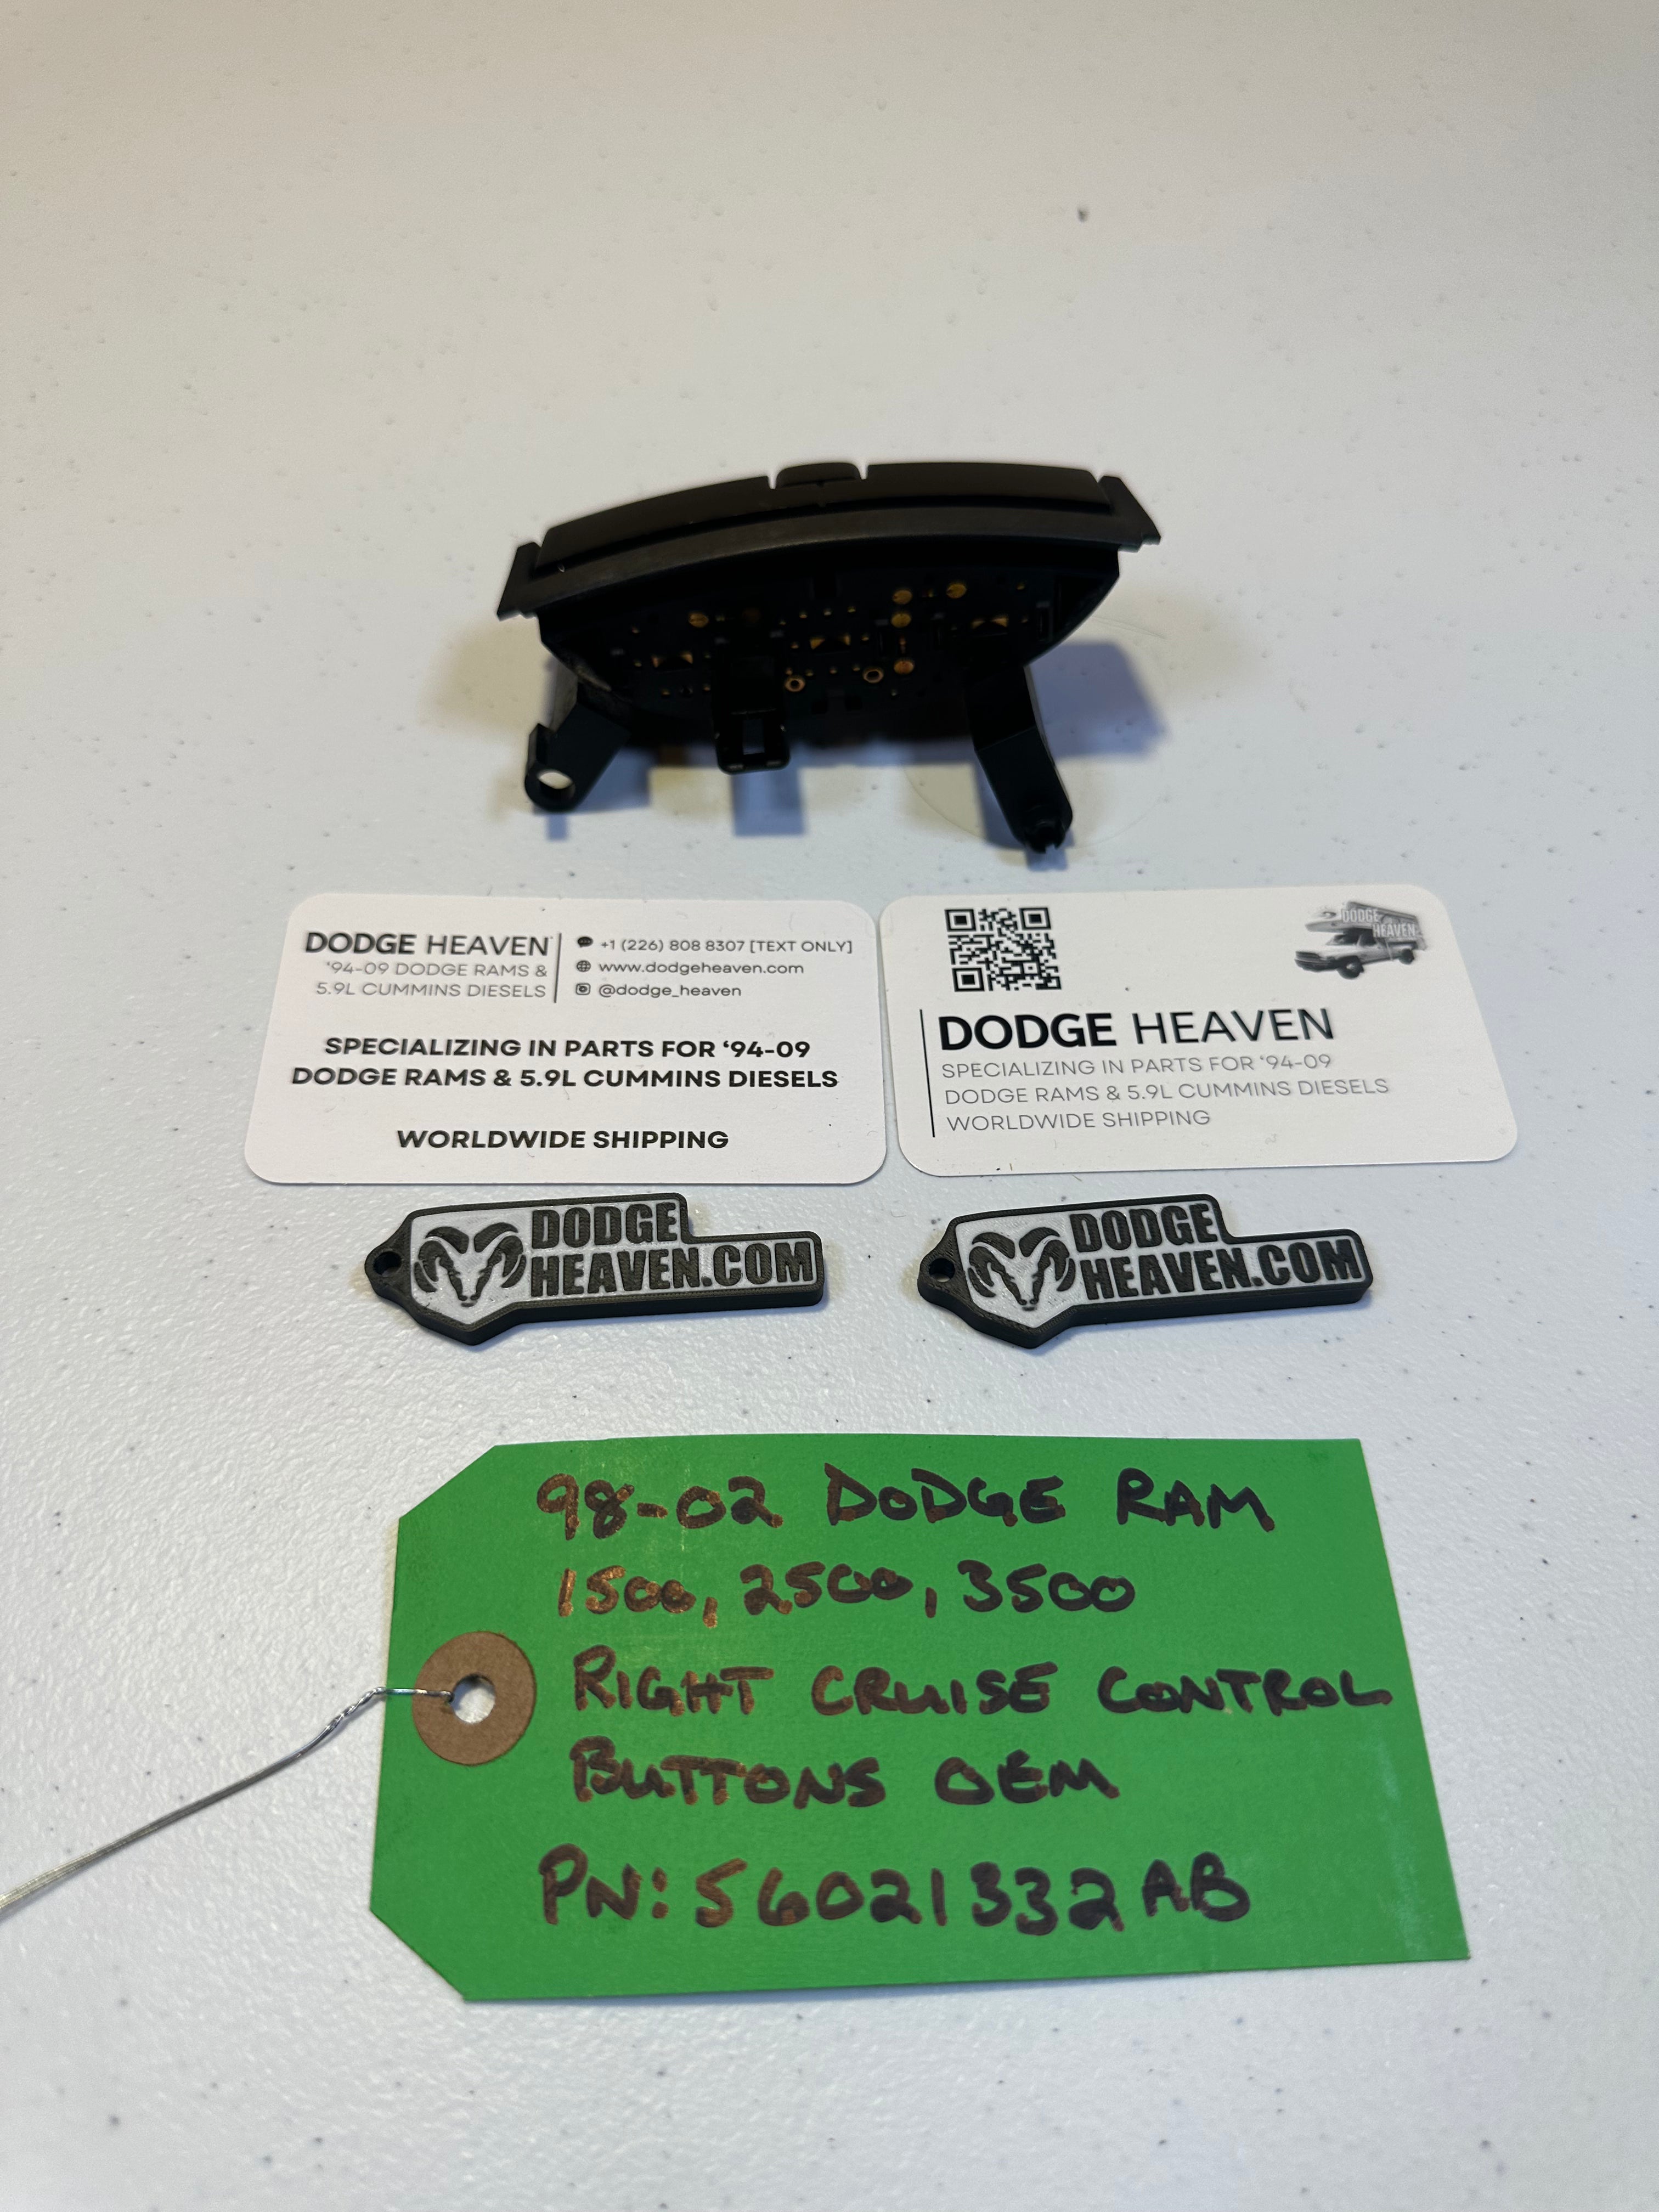 DODGE HEAVEN
'94-09 DODGE RAMS &
5.9L CUMMINS DIESELS
+1 (226) 808 8307 [TEXT ONLY]
www.dodgeheaven.com
@dodge_heaven
SPECIALIZING IN PARTS FOR '94-09
DODGE RAMS & 5.9L CUMMINS DIESELS
WORLDWIDE SHIPPING
DODGE
HEAVEN
DODGE HEAVEN
SPECIALIZING IN PARTS FOR '94-09
DODGE RAMS & 5.9L CUMMINS DIESELS
WORLDWIDE SHIPPING
DODGE
HEAVEN.COM
DODGE
HEAVEN.COM
98-02 DODGE RAM
1500, 2500, 3500
RIGHT CRUISE CONTROL
BUTTONS OEM
PN: 56021332AB